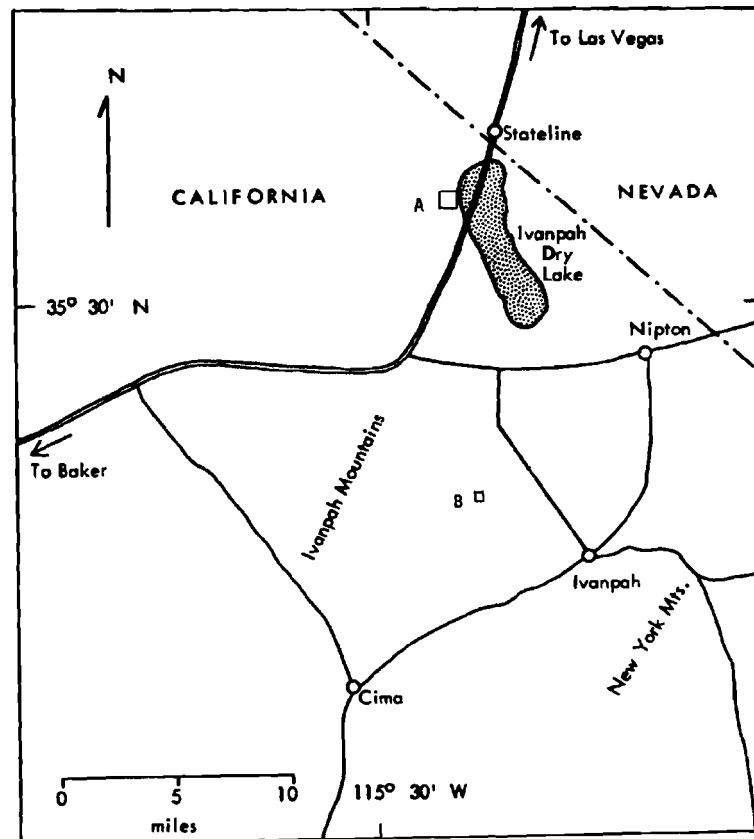 To Las Vegas
N
Stateline
CALIFORNIA
NEVADA
A
Ivanpah
Dry
Lake
35° 30' N
Nipton
To Baker
Ivanpah Mountains
B
Ivanpah
New York Mts.
Cima
0 5 10
miles
115° 30' W